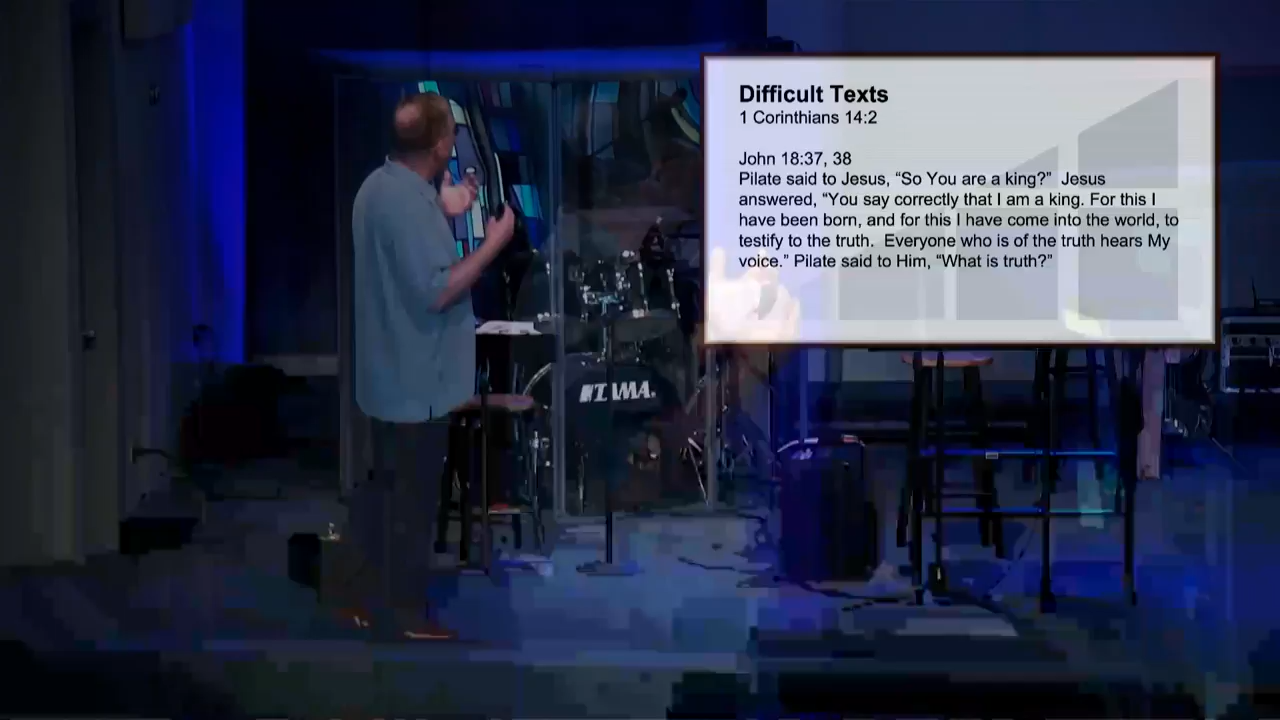 Difficult Texts
1 Corinthians 14:2
John 18:37, 38
Pilate said to Jesus, “So You are a king?”  Jesus
answered, “You say correctly that I am a king. For this I
have been born, and for this I have come into the world, to
testify to the truth.  Everyone who is of the truth hears My
voice.” Pilate said to Him, “What is truth?”
TAMA.